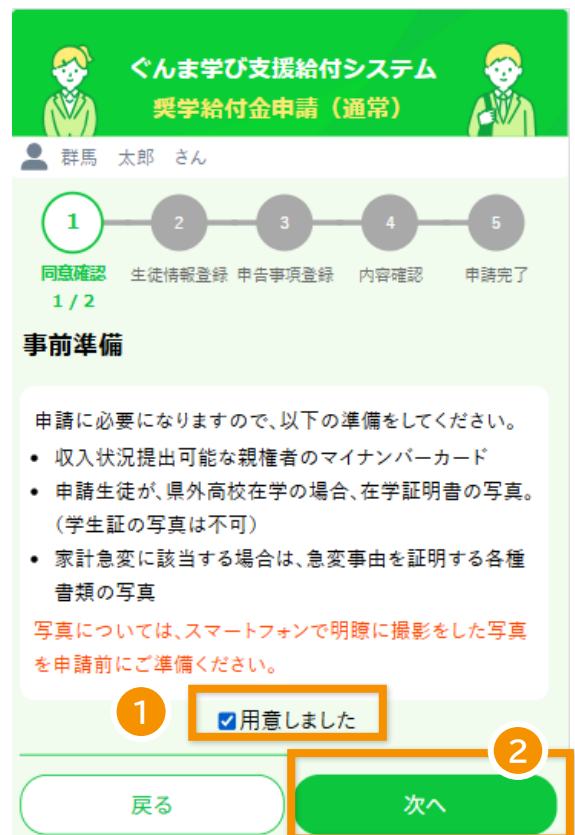 ぐんま学び支援給付システム
奨学給付金申請（通常）
群馬　太郎　さん
1 2 3 4 5
同意確認 生徒情報登録 申告事項登録 内容確認 申請完了
1 / 2
事前準備
申請に必要になりますので、以下の準備をしてください。
• 収入状況提出可能な親権者のマイナンバーカード
• 申請生徒が、県外高校在学の場合、在学証明書の写真。
（学生証の写真は不可）
• 家計急変に該当する場合は、急変事由を証明する各種
書類の写真
写真については、スマートフォンで明瞭に撮影をした写真
を申請前にご準備ください。
1
用意しました
2
戻る 次へ